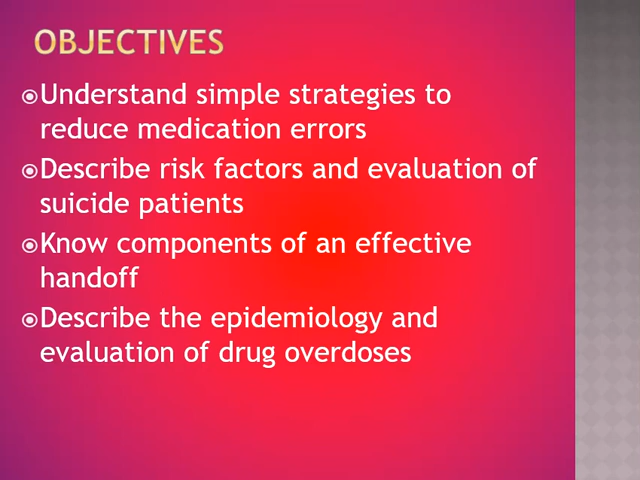 OBJECTIVES
Understand simple strategies to
reduce medication errors
Describe risk factors and evaluation of
suicide patients
Know components of an effective
handoff
Describe the epidemiology and
evaluation of drug overdoses